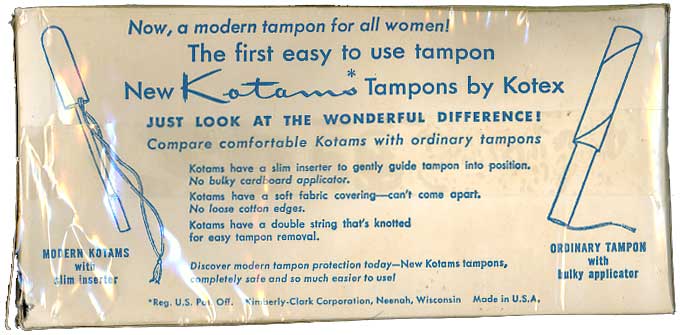 Now, a modern tampon for all women!
The first easy to use tampon
New Kotams* Tampons by Kotex
JUST LOOK AT THE WONDERFUL DIFFERENCE!
Compare comfortable Kotams with ordinary tampons
Kotams have a slim inserter to gently guide tampon into position.
No bulky cardboard applicator.
Kotams have a soft fabric covering—can't come apart.
No loose cotton edges.
Kotams have a double string that's knotted
for easy tampon removal.
MODERN KOTAMS
with
slim inserter
ORDINARY TAMPON
with
bulky applicator
Discover modern tampon protection today—New Kotams tampons,
completely safe and so much easier to use!
*Reg. U.S. Pat. Off. Kimberly-Clark Corporation, Neenah, Wisconsin Made in U.S.A.